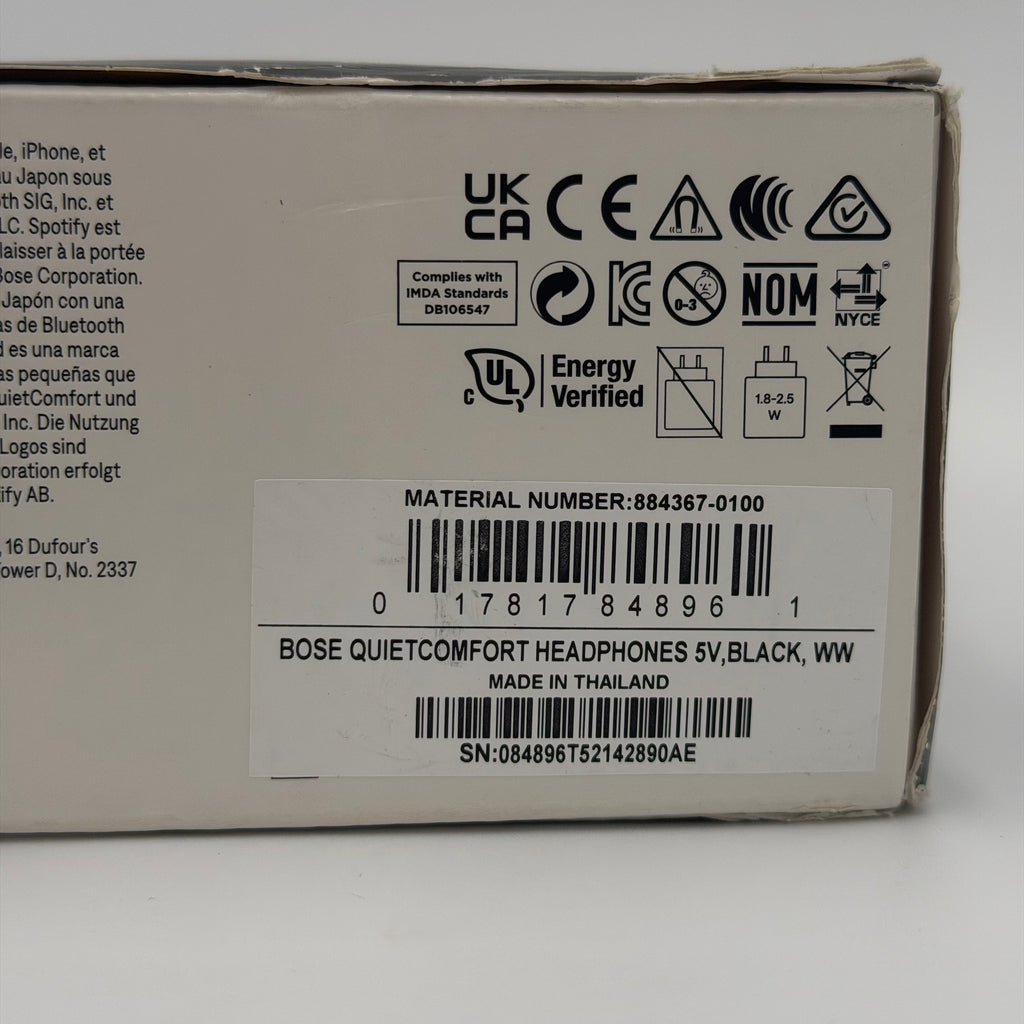 le, iPhone, et
au Japon sous
oth SIG, Inc. et
LC. Spotify est
laisser à la portée
Bose Corporation.
Japón con una
as de Bluetooth
d es una marca
as pequeñas que
uietComfort und
Inc. Die Nutzung
Logos sind
oration erfolgt
ify AB.
, 16 Dufour's
ower D, No. 2337
UK
CA
CE
Complies with
IMDA Standards
DB106547
KC
0-3
NOM
NYCE
c UL
Energy
Verified
1.8-2.5
W
MATERIAL NUMBER:884367-0100
0 17817 84896 1
BOSE QUIETCOMFORT HEADPHONES 5V,BLACK, WW
MADE IN THAILAND
SN:084896T52142890AE